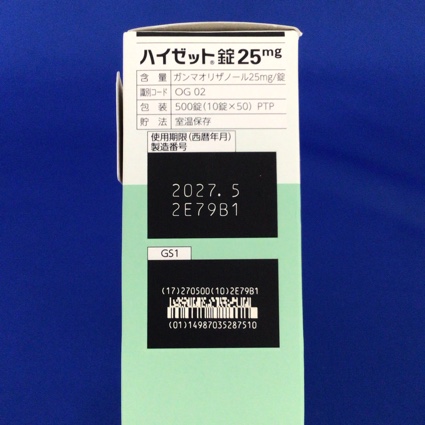 ハイゼット®錠25mg
含 量 ガンマオリザノール25mg/錠
識別コード OG 02
包 装 500錠(10錠×50) PTP
貯 法 室温保存
使用期限(西暦年月)
製造番号
2027. 5
2E79B1
GS1
(17)270500(10)2E79B1
(01)14987035287510